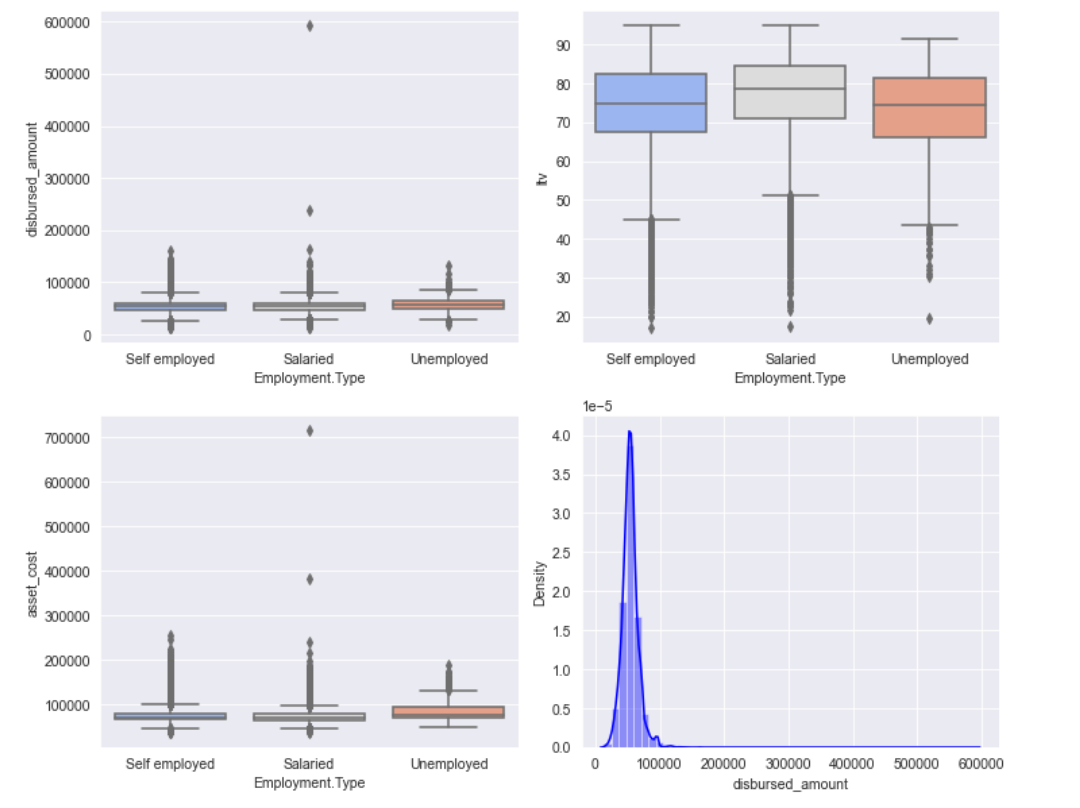 600000
500000
400000
300000
200000
100000
0
disbursed_amount
Self employed Salaried Unemployed
Employment.Type
90
80
70
60
50
40
30
20
ltv
Self employed Salaried Unemployed
Employment.Type
700000
600000
500000
400000
300000
200000
100000
asset_cost
Self employed Salaried Unemployed
Employment.Type
1e−5
4.0
3.5
3.0
2.5
2.0
1.5
1.0
0.5
0.0
Density
0 100000 200000 300000 400000 500000 600000
disbursed_amount